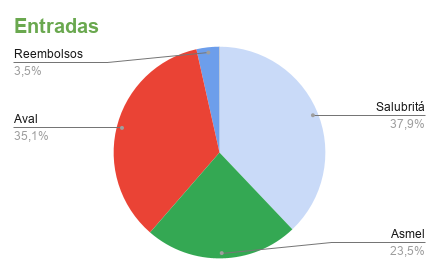 Entradas
Reembolsos
3,5%
Aval
35,1%
Salubritá
37,9%
Asmel
23,5%